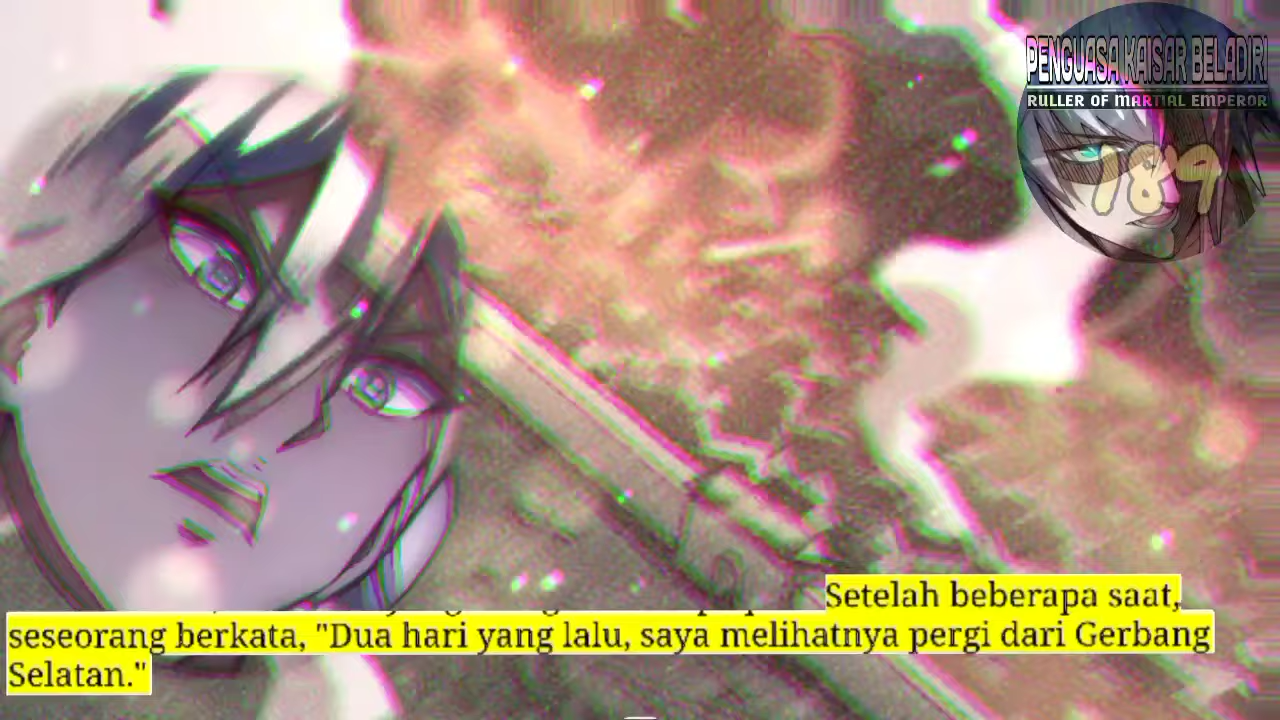 PENGUASA KAISAR BELADIRI
RULLER OF MARTIAL EMPEROR
789
Setelah beberapa saat,
seseorang berkata, "Dua hari yang lalu, saya melihatnya pergi dari Gerbang
Selatan."